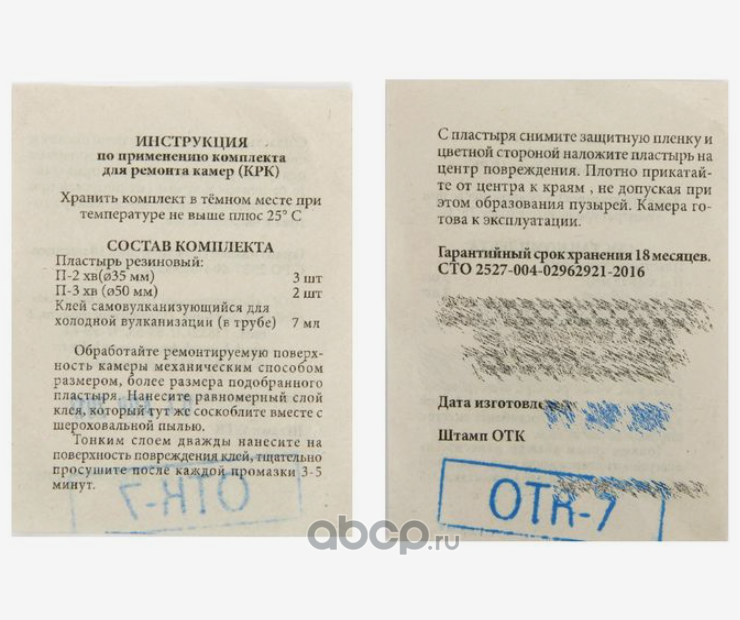 ИНСТРУКЦИЯ
по применению комплекта
для ремонта камер (КРК)
Хранить комплект в тёмном месте при
температуре не выше плюс 25° С
СОСТАВ КОМПЛЕКТА
Пластырь резиновый:
П-2 хв(ø35 мм) 3 шт
П-3 хв (ø50 мм) 2 шт
Клей самовулканизующийся для
холодной вулканизации (в трубе) 7 мл
Обработайте ремонтируемую поверх-
ность камеры механическим способом
размером, более размера подобранного
пластыря. Нанесите равномерный слой
клея, который тут же соскоблите вместе с
шероховальной пылью.
Тонким слоем дважды нанесите на
поверхность повреждения клей, тщательно
просушите после каждой промазки 3-5
минут.
С пластыря снимите защитную пленку и
цветной стороной наложите пластырь на
центр повреждения. Плотно прикатай-
те от центра к краям , не допуская при
этом образования пузырей. Камера го-
това к эксплуатации.
Гарантийный срок хранения 18 месяцев.
СТО 2527-004-02962921-2016
Дата
Штамп ОТК
OTK-7
abcp.ru